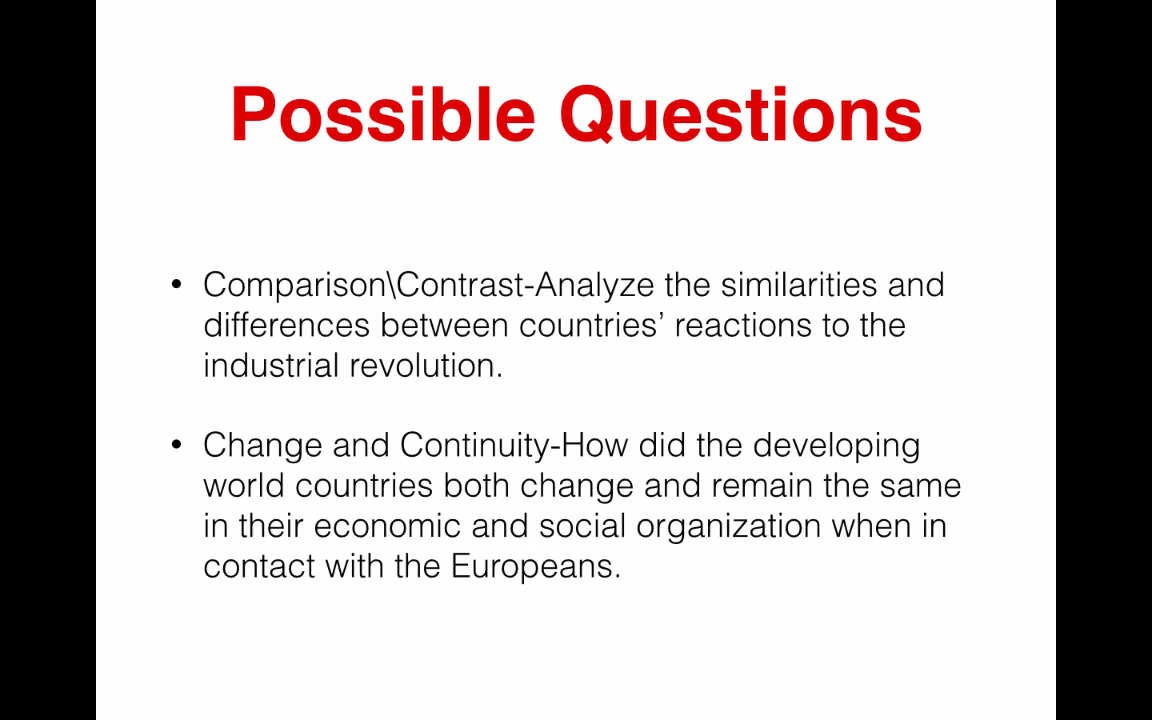 Possible Questions
• Comparison\Contrast-Analyze the similarities and
differences between countries’ reactions to the
industrial revolution.
• Change and Continuity-How did the developing
world countries both change and remain the same
in their economic and social organization when in
contact with the Europeans.